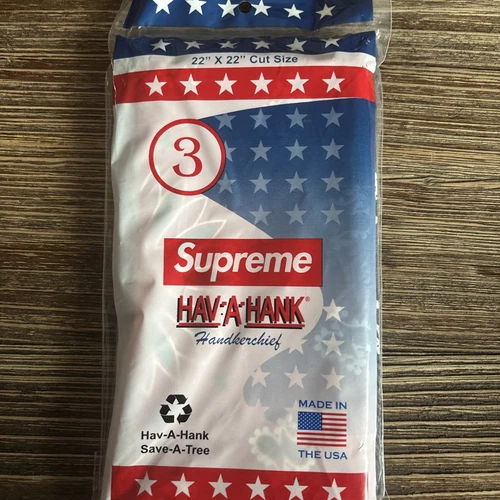 22" X 22" Cut Size
3
Supreme
HAV-A-HANK®
Handkerchief
MADE IN
THE USA
Hav-A-Hank
Save-A-Tree